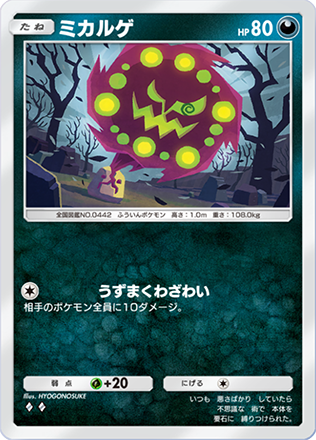 たね ミカルゲ HP 80
全国図鑑NO.0442 ふういんポケモン 高さ：1.0m 重さ：108.0kg
うずまくわざわい
相手のポケモン全員に10ダメージ。
弱点 +20 にげる
Illus. HYOGONOSUKE
いつも 悪さばかり していたら
不思議な 術で 本体を
要石に 縛りつけられた。